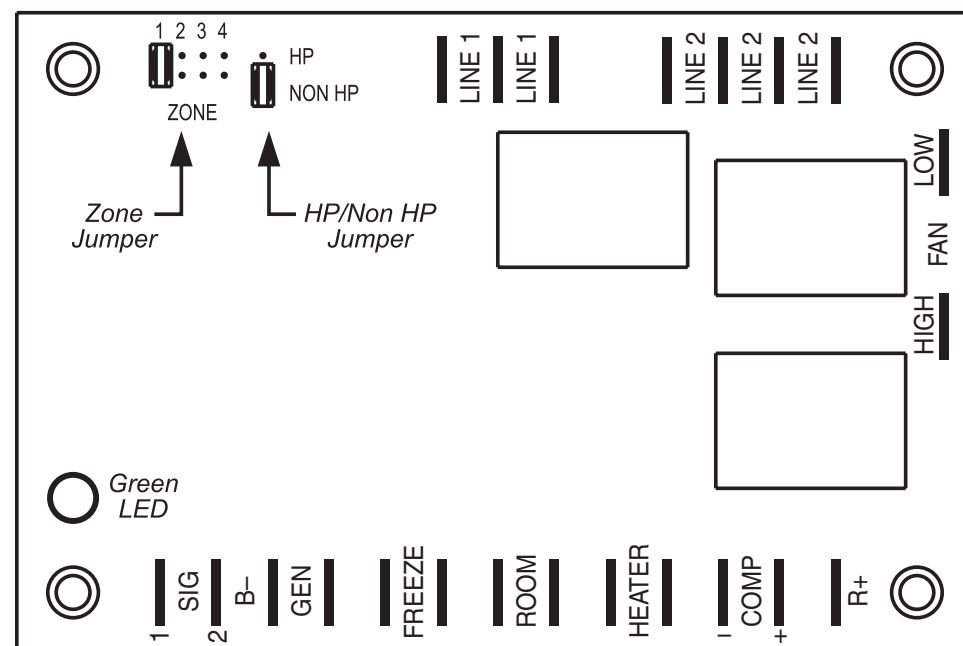 1 2 3 4
HP
NON HP
ZONE
Zone
Jumper
HP/Non HP
Jumper
LINE 1
LINE 1
LINE 2
LINE 2
LINE 2
LOW
FAN
HIGH
Green
LED
1
SIG
2
B–
GEN
FREEZE
ROOM
HEATER
–
COMP
+
R+